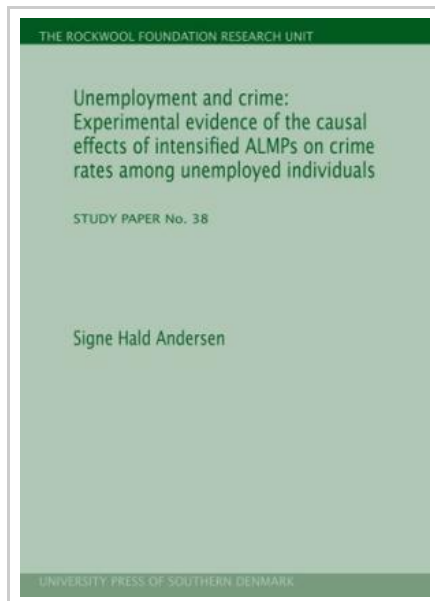 THE ROCKWOOL FOUNDATION RESEARCH UNIT
Unemployment and crime:
Experimental evidence of the causal
effects of intensified ALMPs on crime
rates among unemployed individuals
STUDY PAPER No. 38
Signe Hald Andersen
UNIVERSITY PRESS OF SOUTHERN DENMARK